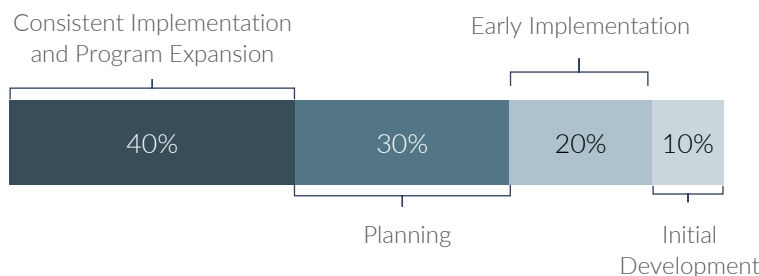 Consistent Implementation
and Program Expansion
Early Implementation
40%
30%
20%
10%
Planning
Initial
Development